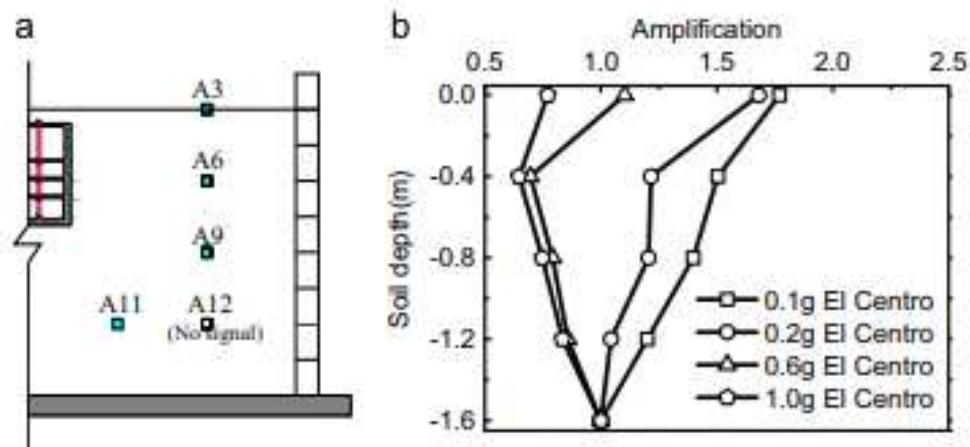 a
A3
A6
A9
A11
A12
(No signal)
b
Amplification
0.5 1.0 1.5 2.0 2.5
Soil depth(m)
0.0
-0.4
-0.8
-1.2
-1.6
0.1g El Centro
0.2g El Centro
0.6g El Centro
1.0g El Centro